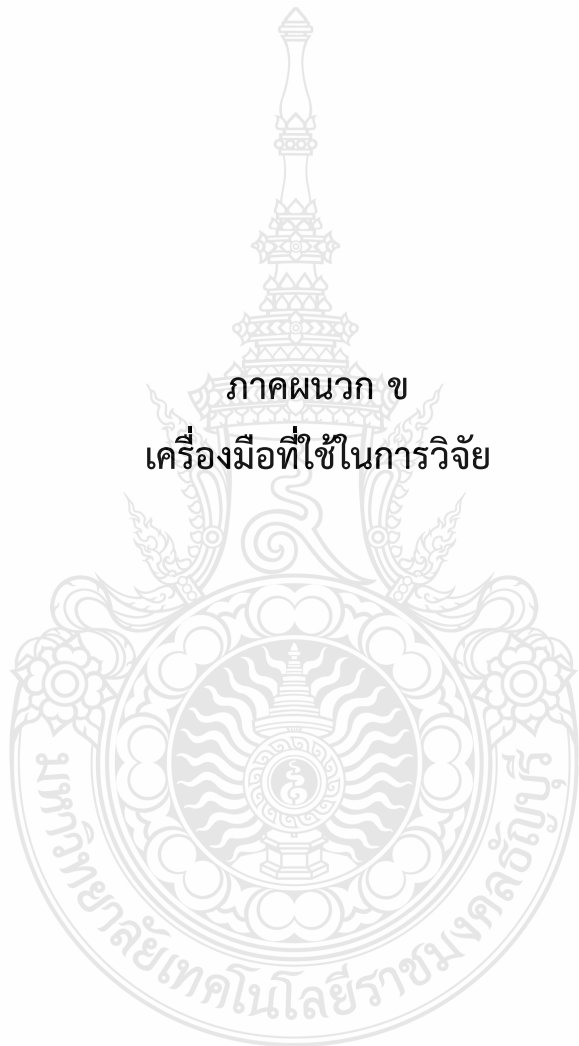 ภาคผนวก ข
เครื่องมือที่ใช้ในการวิจัย
มหาวิทยาลัยเทคโนโลยีราชมงคลธัญบุรี